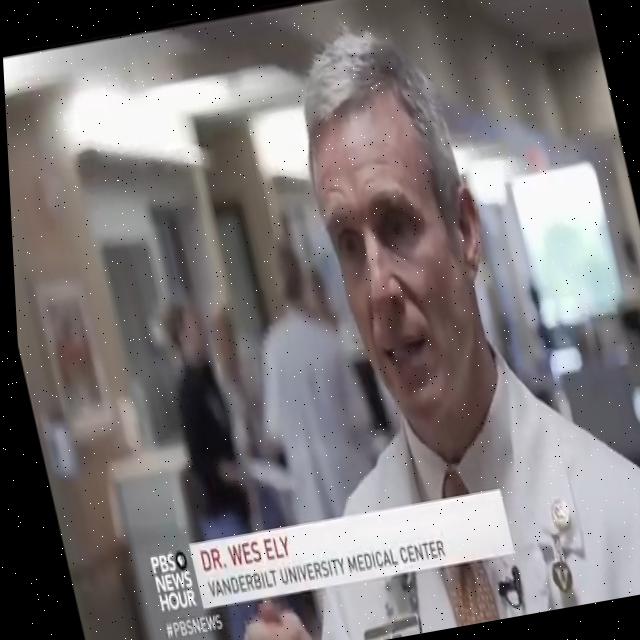 PBS
NEWS
HOUR
DR. WES ELY
VANDERBILT UNIVERSITY MEDICAL CENTER
#PBSNEWS